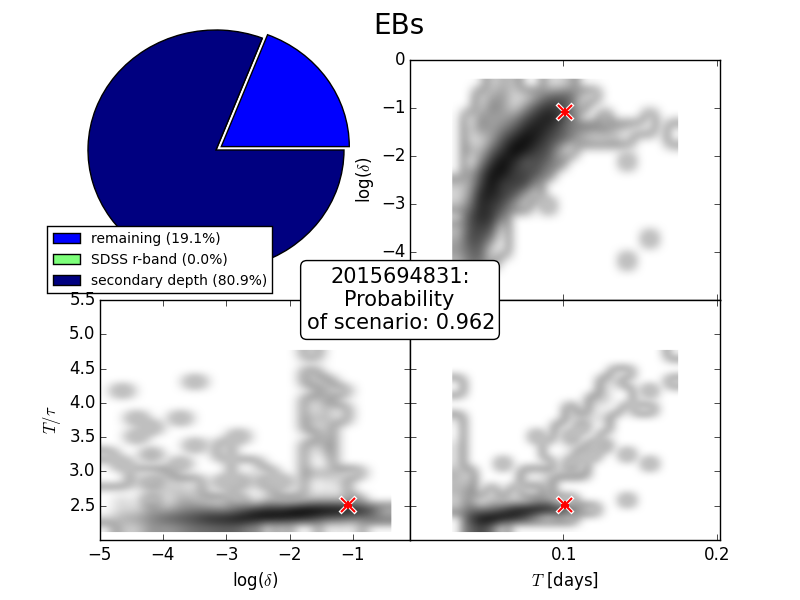 EBs
remaining (19.1%)
SDSS r-band (0.0%)
secondary depth (80.9%)
0
−1
−2
−3
−4
log(δ)
2015694831:
Probability
of scenario: 0.962
5.5
5.0
4.5
4.0
3.5
3.0
2.5
T/τ
−5 −4 −3 −2 −1
log(δ)
0.1 0.2
T [days]